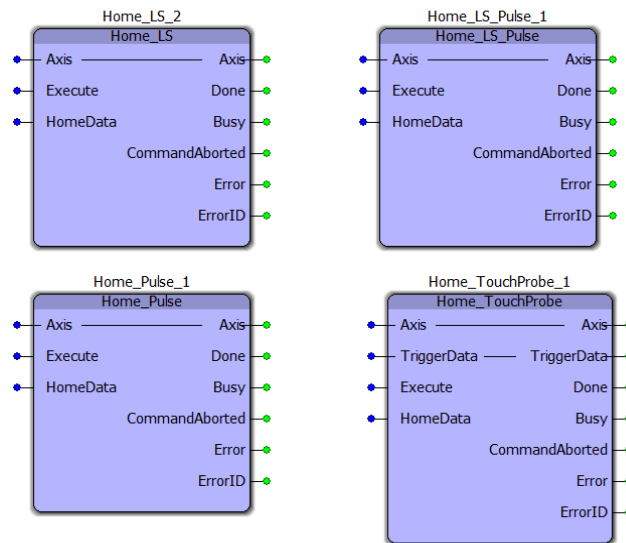 Home_LS_2
Home_LS
Axis Axis
Execute Done
HomeData Busy
CommandAborted
Error
ErrorID
Home_LS_Pulse_1
Home_LS_Pulse
Axis Axis
Execute Done
HomeData Busy
CommandAborted
Error
ErrorID
Home_Pulse_1
Home_Pulse
Axis Axis
Execute Done
HomeData Busy
CommandAborted
Error
ErrorID
Home_TouchProbe_1
Home_TouchProbe
Axis Axis
TriggerData TriggerData
Execute Done
HomeData Busy
CommandAborted
Error
ErrorID